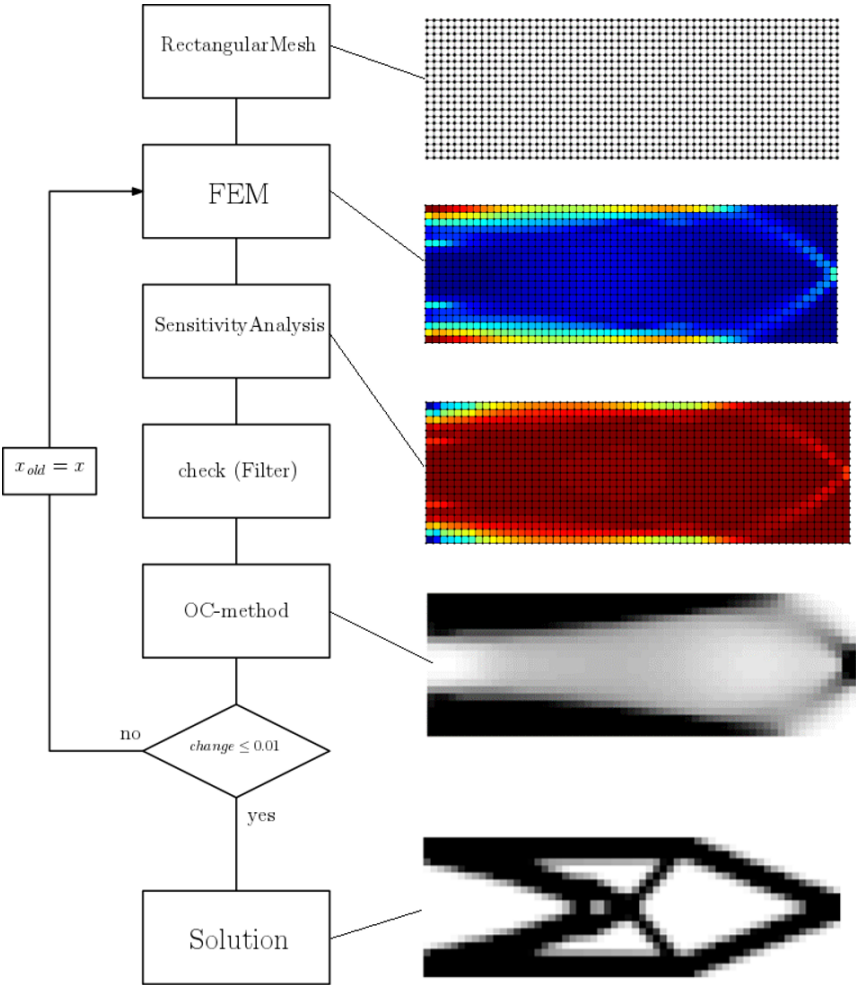 RectangularMesh
FEM
SensitivityAnalysis
check (Filter)
x_old = x
OC-method
no
change ≤ 0.01
yes
Solution